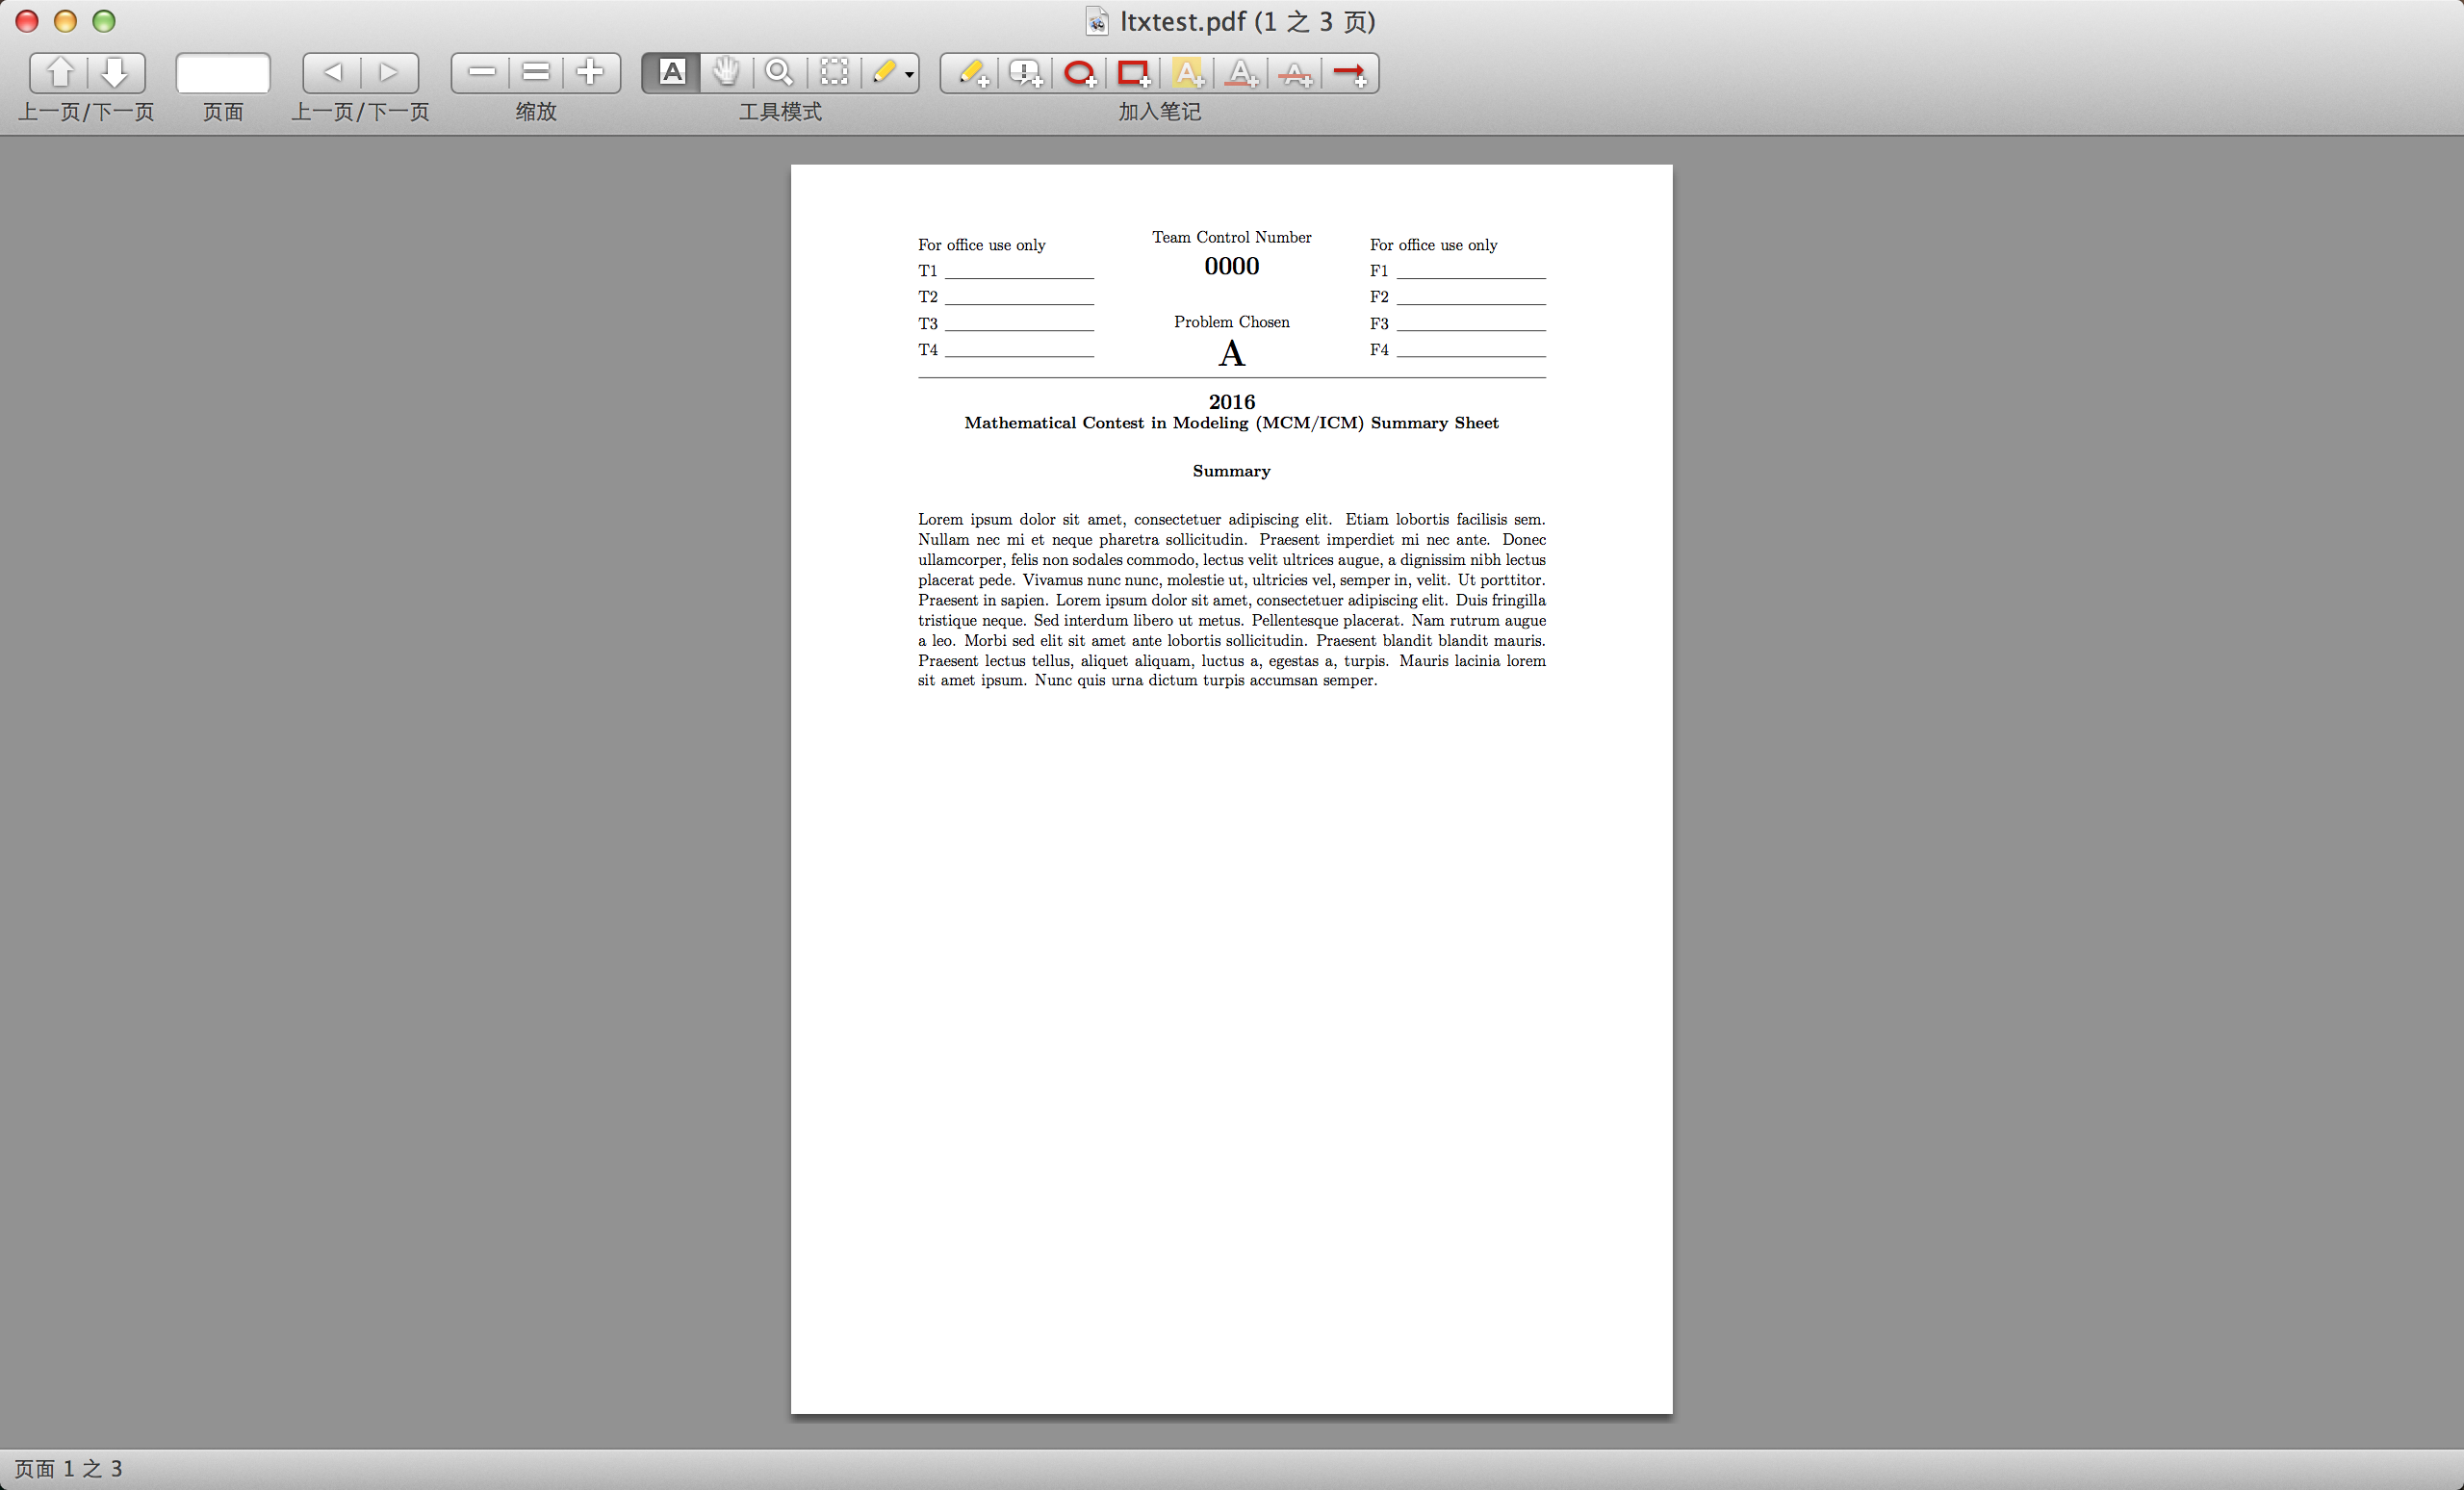 ltxtest.pdf (1 之 3 页)
上一页/下一页
页面
上一页/下一页
缩放
工具模式
加入笔记
For office use only
T1
T2
T3
T4
Team Control Number
0000
Problem Chosen
A
For office use only
F1
F2
F3
F4
2016
Mathematical Contest in Modeling (MCM/ICM) Summary Sheet
Summary
Lorem ipsum dolor sit amet, consectetuer adipiscing elit. Etiam lobortis facilisis sem.
Nullam nec mi et neque pharetra sollicitudin. Praesent imperdiet mi nec ante. Donec
ullamcorper, felis non sodales commodo, lectus velit ultrices augue, a dignissim nibh lectus
placerat pede. Vivamus nunc nunc, molestie ut, ultricies vel, semper in, velit. Ut porttitor.
Praesent in sapien. Lorem ipsum dolor sit amet, consectetuer adipiscing elit. Duis fringilla
tristique neque. Sed interdum libero ut metus. Pellentesque placerat. Nam rutrum augue
a leo. Morbi sed elit sit amet ante lobortis sollicitudin. Praesent blandit blandit mauris.
Praesent lectus tellus, aliquet aliquam, luctus a, egestas a, turpis. Mauris lacinia lorem
sit amet ipsum. Nunc quis urna dictum turpis accumsan semper.
页面 1 之 3